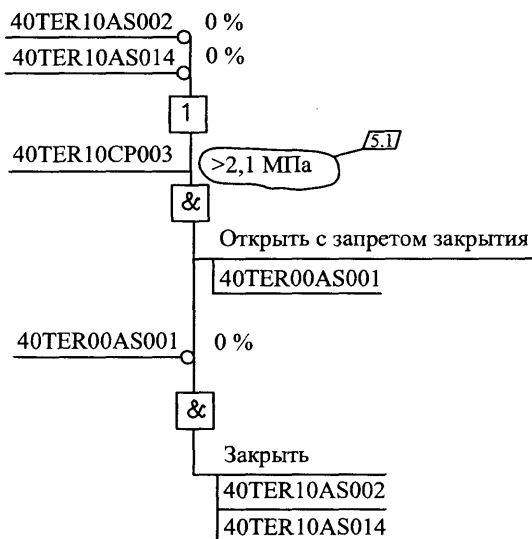 40TER10AS002 0 %
40TER10AS014 0 %
1
40TER10CP003 >2,1 МПа 5.1
&
Открыть с запретом закрытия
40TER00AS001
40TER00AS001 0 %
&
Закрыть
40TER10AS002
40TER10AS014